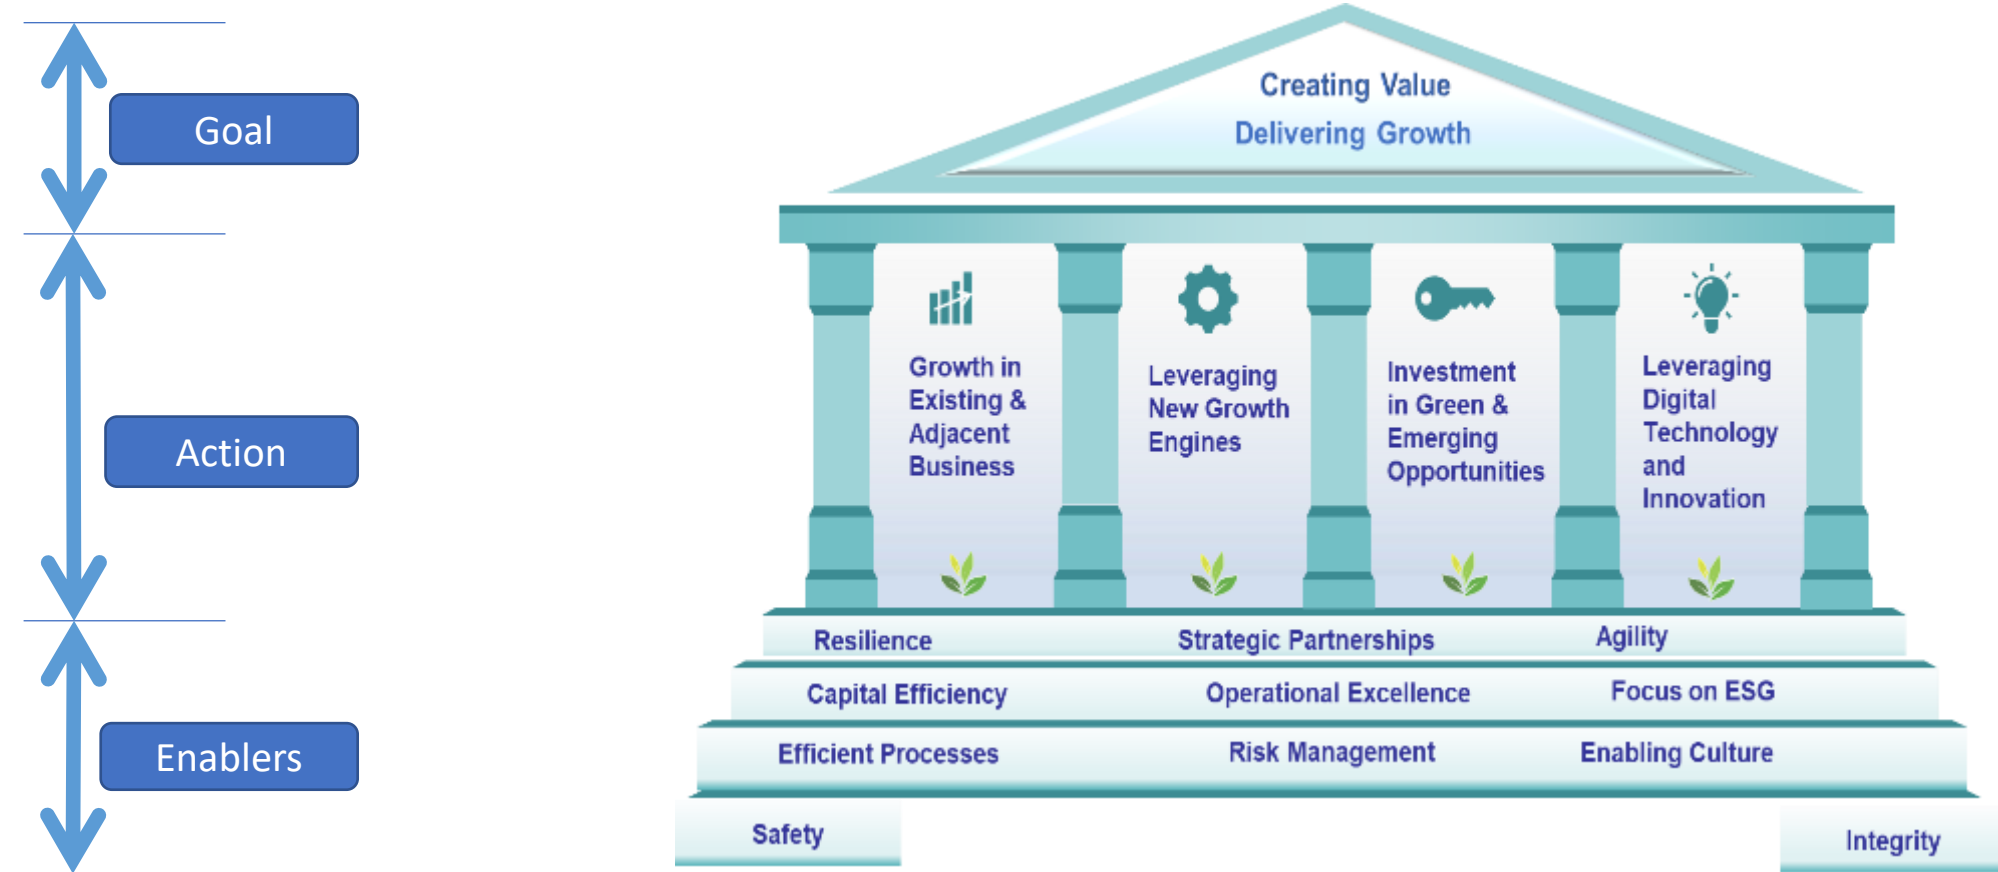 Goal
Creating Value
Delivering Growth
Action
Growth in
Existing &
Adjacent
Business
Leveraging
New Growth
Engines
Investment
in Green &
Emerging
Opportunities
Leveraging
Digital
Technology
and
Innovation
Enablers
Resilience
Strategic Partnerships
Agility
Capital Efficiency
Operational Excellence
Focus on ESG
Efficient Processes
Risk Management
Enabling Culture
Safety
Integrity